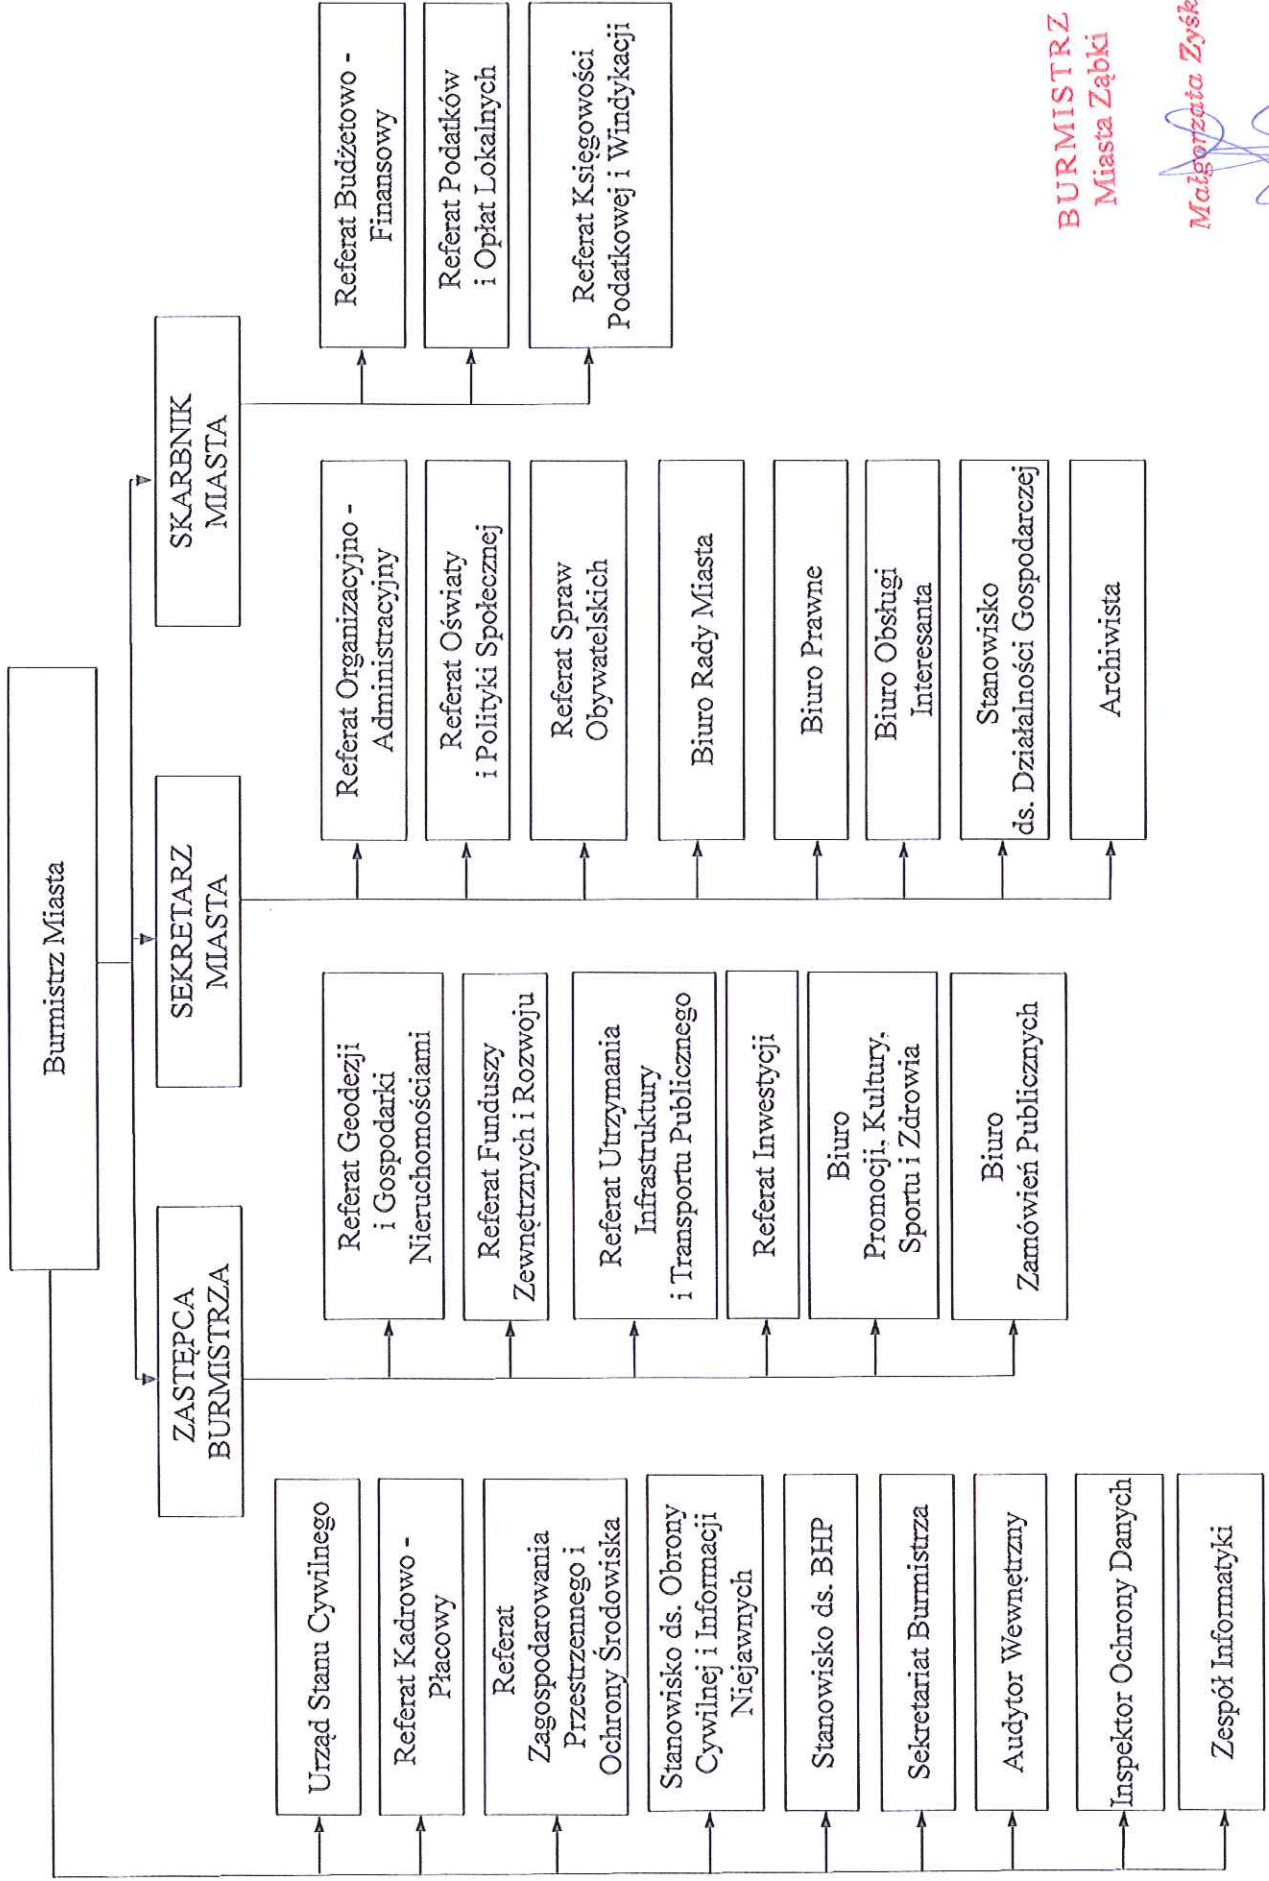 Burmistrz Miasta
ZASTĘPCA
BURMISTRZA
SEKRETARZ
MIASTA
SKARBNIK
MIASTA
Urząd Stanu Cywilnego
Referat Kadrowo -
Płacowy
Referat
Zagospodarowania
Przestrzennego i
Ochrony Środowiska
Stanowisko ds. Obrony
Cywilnej i Informacji
Niejawnych
Stanowisko ds. BHP
Sekretariat Burmistrza
Audytor Wewnętrzny
Inspektor Ochrony Danych
Zespół Informatyki
Referat Geodezji
i Gospodarki
Nieruchomościami
Referat Funduszy
Zewnętrznych i Rozwoju
Referat Utrzymania
Infrastruktury
i Transportu Publicznego
Referat Inwestycji
Biuro
Promocji, Kultury,
Sportu i Zdrowia
Biuro
Zamówień Publicznych
Referat Organizacyjno -
Administracyjny
Referat Oświaty
i Polityki Społecznej
Referat Spraw
Obywatelskich
Biuro Rady Miasta
Biuro Prawne
Biuro Obsługi
Interesanta
Stanowisko
ds. Działalności Gospodarczej
Archiwista
Referat Budżetowo -
Finansowy
Referat Podatków
i Opłat Lokalnych
Referat Księgowości
Podatkowej i Windykacji
BURMISTRZ
Miasta Ząbki
Małgorzata Zyśk